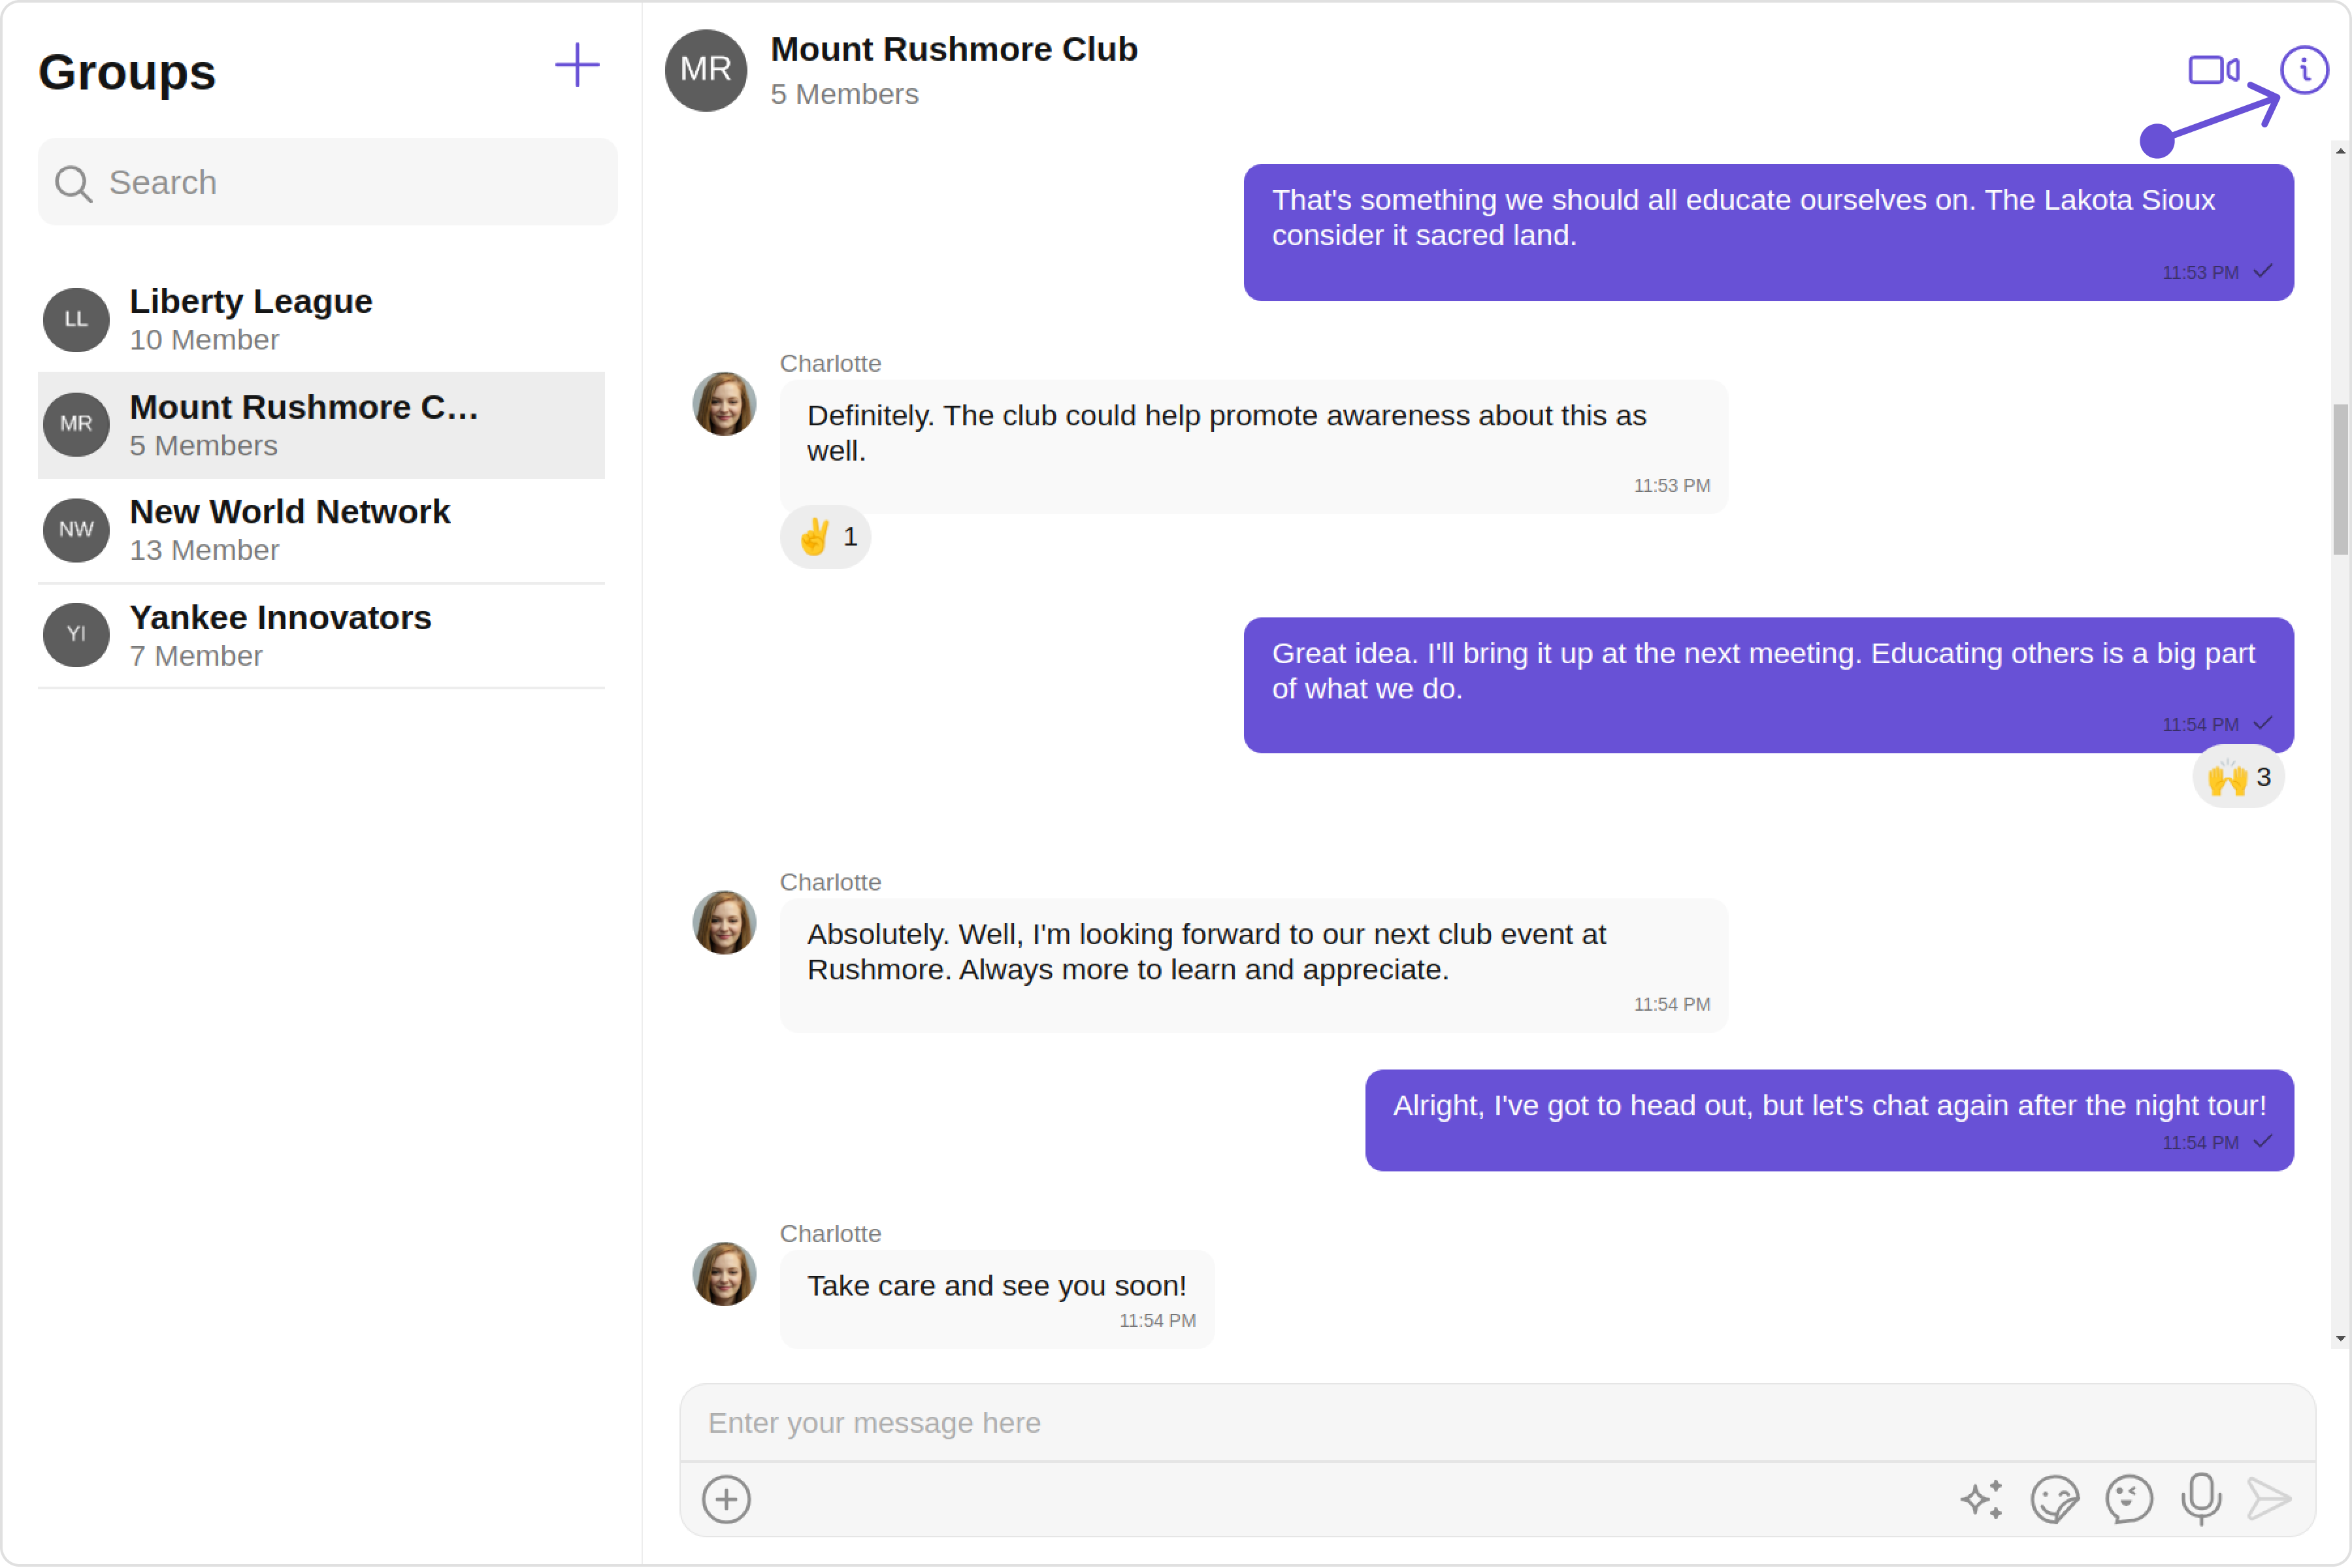 Groups
Search
LL
Liberty League
10 Member
MR
Mount Rushmore C...
5 Members
NW
New World Network
13 Member
YI
Yankee Innovators
7 Member
MR
Mount Rushmore Club
5 Members
That's something we should all educate ourselves on. The Lakota Sioux
consider it sacred land.
11:53 PM
Charlotte
Definitely. The club could help promote awareness about this as
well.
11:53 PM
✌️ 1
Great idea. I'll bring it up at the next meeting. Educating others is a big part
of what we do.
11:54 PM
🙌 3
Charlotte
Absolutely. Well, I'm looking forward to our next club event at
Rushmore. Always more to learn and appreciate.
11:54 PM
Alright, I've got to head out, but let's chat again after the night tour!
11:54 PM
Charlotte
Take care and see you soon!
11:54 PM
Enter your message here